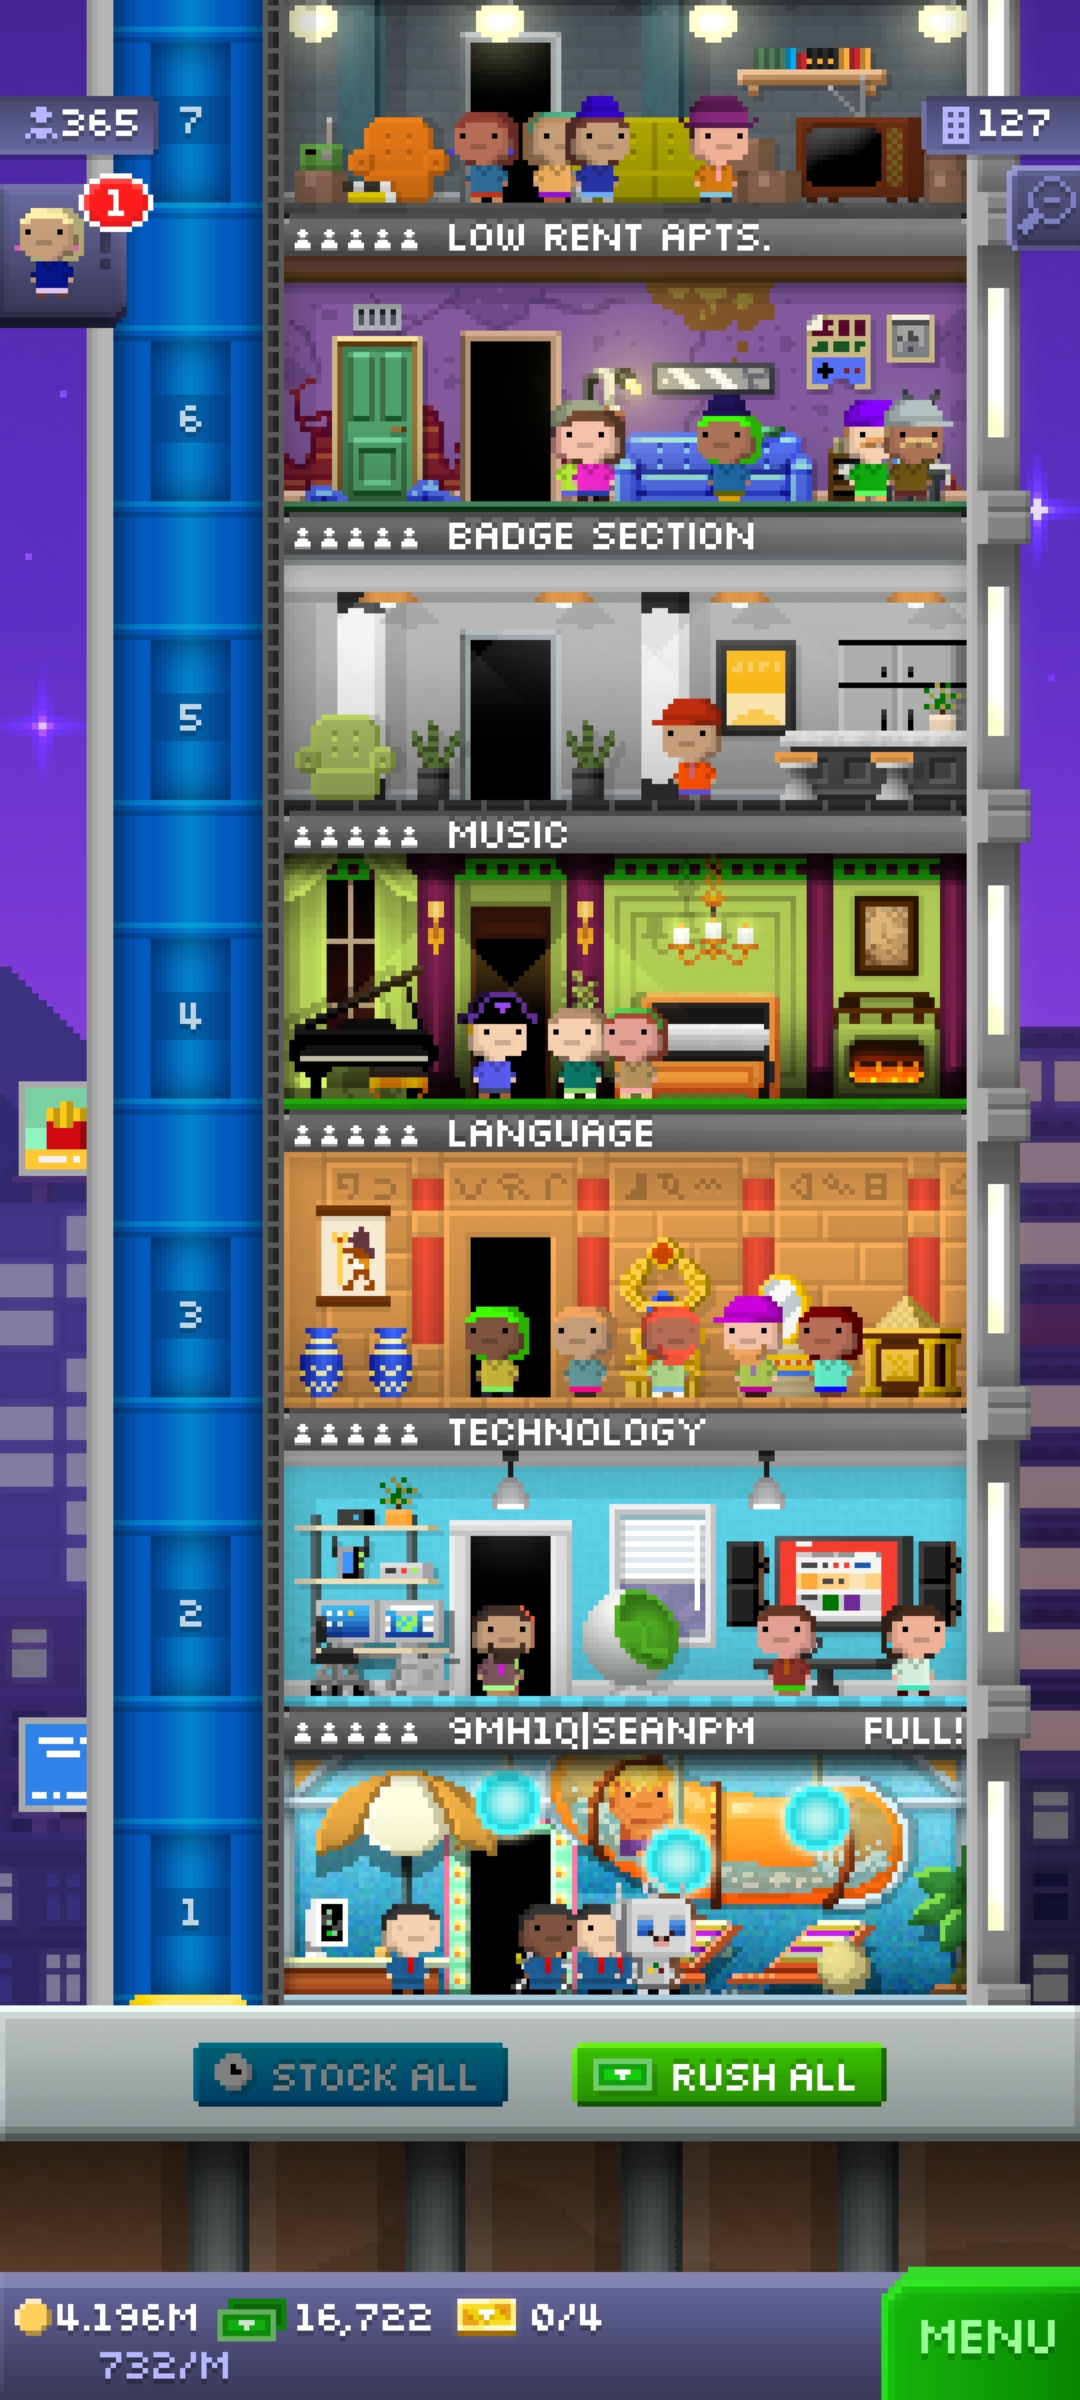 365
7
127
1
LOW RENT APTS.
6
BADGE SECTION
5
MUSIC
4
LANGUAGE
3
TECHNOLOGY
2
9MH1Q|SEANPM FULL!
1
STOCK ALL
RUSH ALL
4.196M 16,722 0/4
732/M
MENU